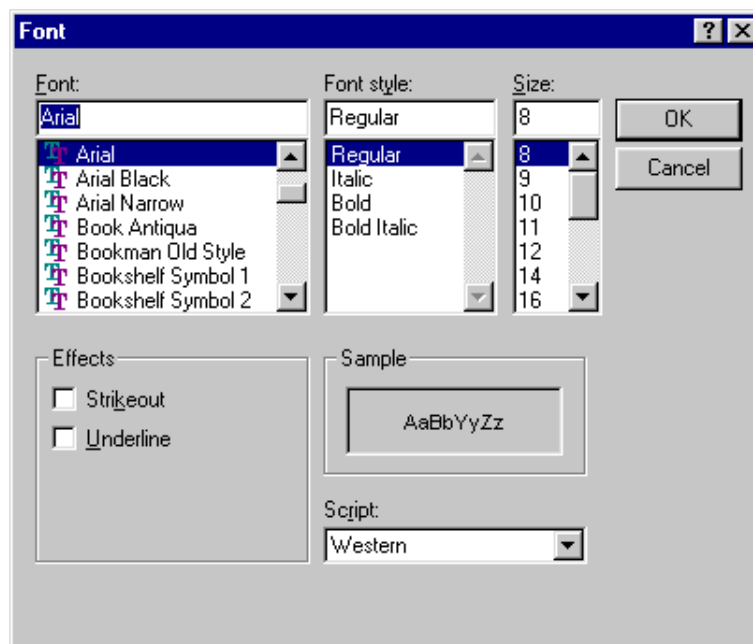 Font
Font: Font style: Size:
Arial Regular 8 OK
Arial Regular 8 Cancel
Arial Black Italic 9
Arial Narrow Bold 10
Book Antiqua Bold Italic 11
Bookman Old Style 12
Bookshelf Symbol 1 14
Bookshelf Symbol 2 16
Effects Sample
Strikeout AaBbYyZz
Underline
Script:
Western